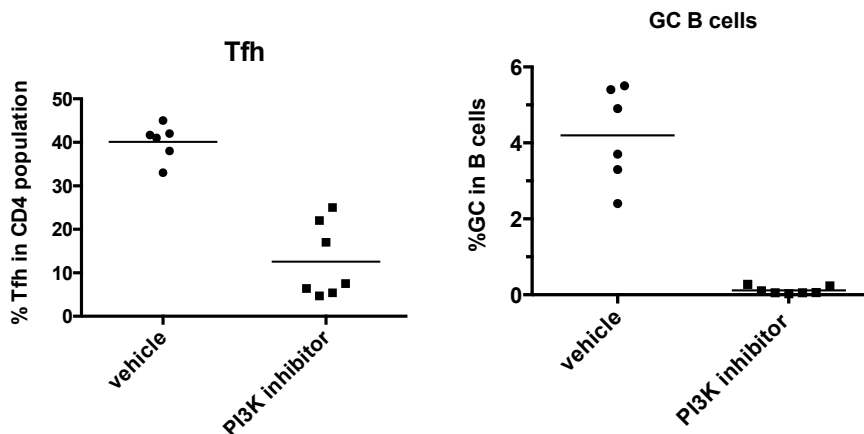 Tfh
% Tfh in CD4 population
50
40
30
20
10
0
vehicle
PI3K inhibitor
GC B cells
%GC in B cells
6
4
2
0
vehicle
PI3K inhibitor